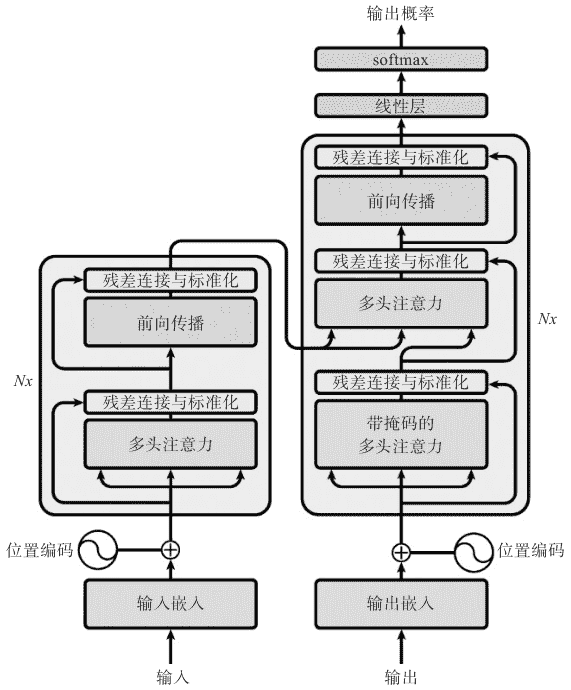 输出概率
softmax
线性层
残差连接与标准化
前向传播
残差连接与标准化
多头注意力
Nx
残差连接与标准化
带掩码的
多头注意力
位置编码
输出嵌入
输出
残差连接与标准化
前向传播
Nx
残差连接与标准化
多头注意力
位置编码
输入嵌入
输入